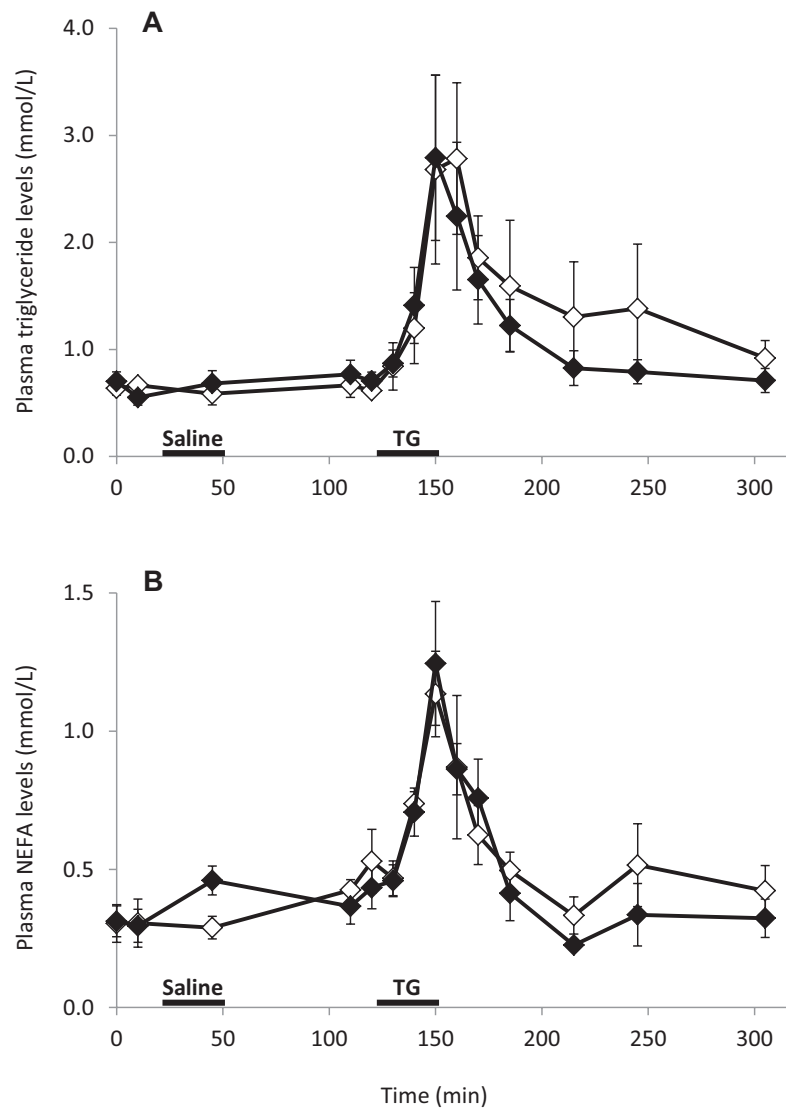 A
4.0
3.0
2.0
1.0
0.0
Plasma triglyceride levels (mmol/L)
Saline
TG
0 50 100 150 200 250 300
B
1.5
1.0
0.5
0.0
Plasma NEFA levels (mmol/L)
Saline
TG
0 50 100 150 200 250 300
Time (min)